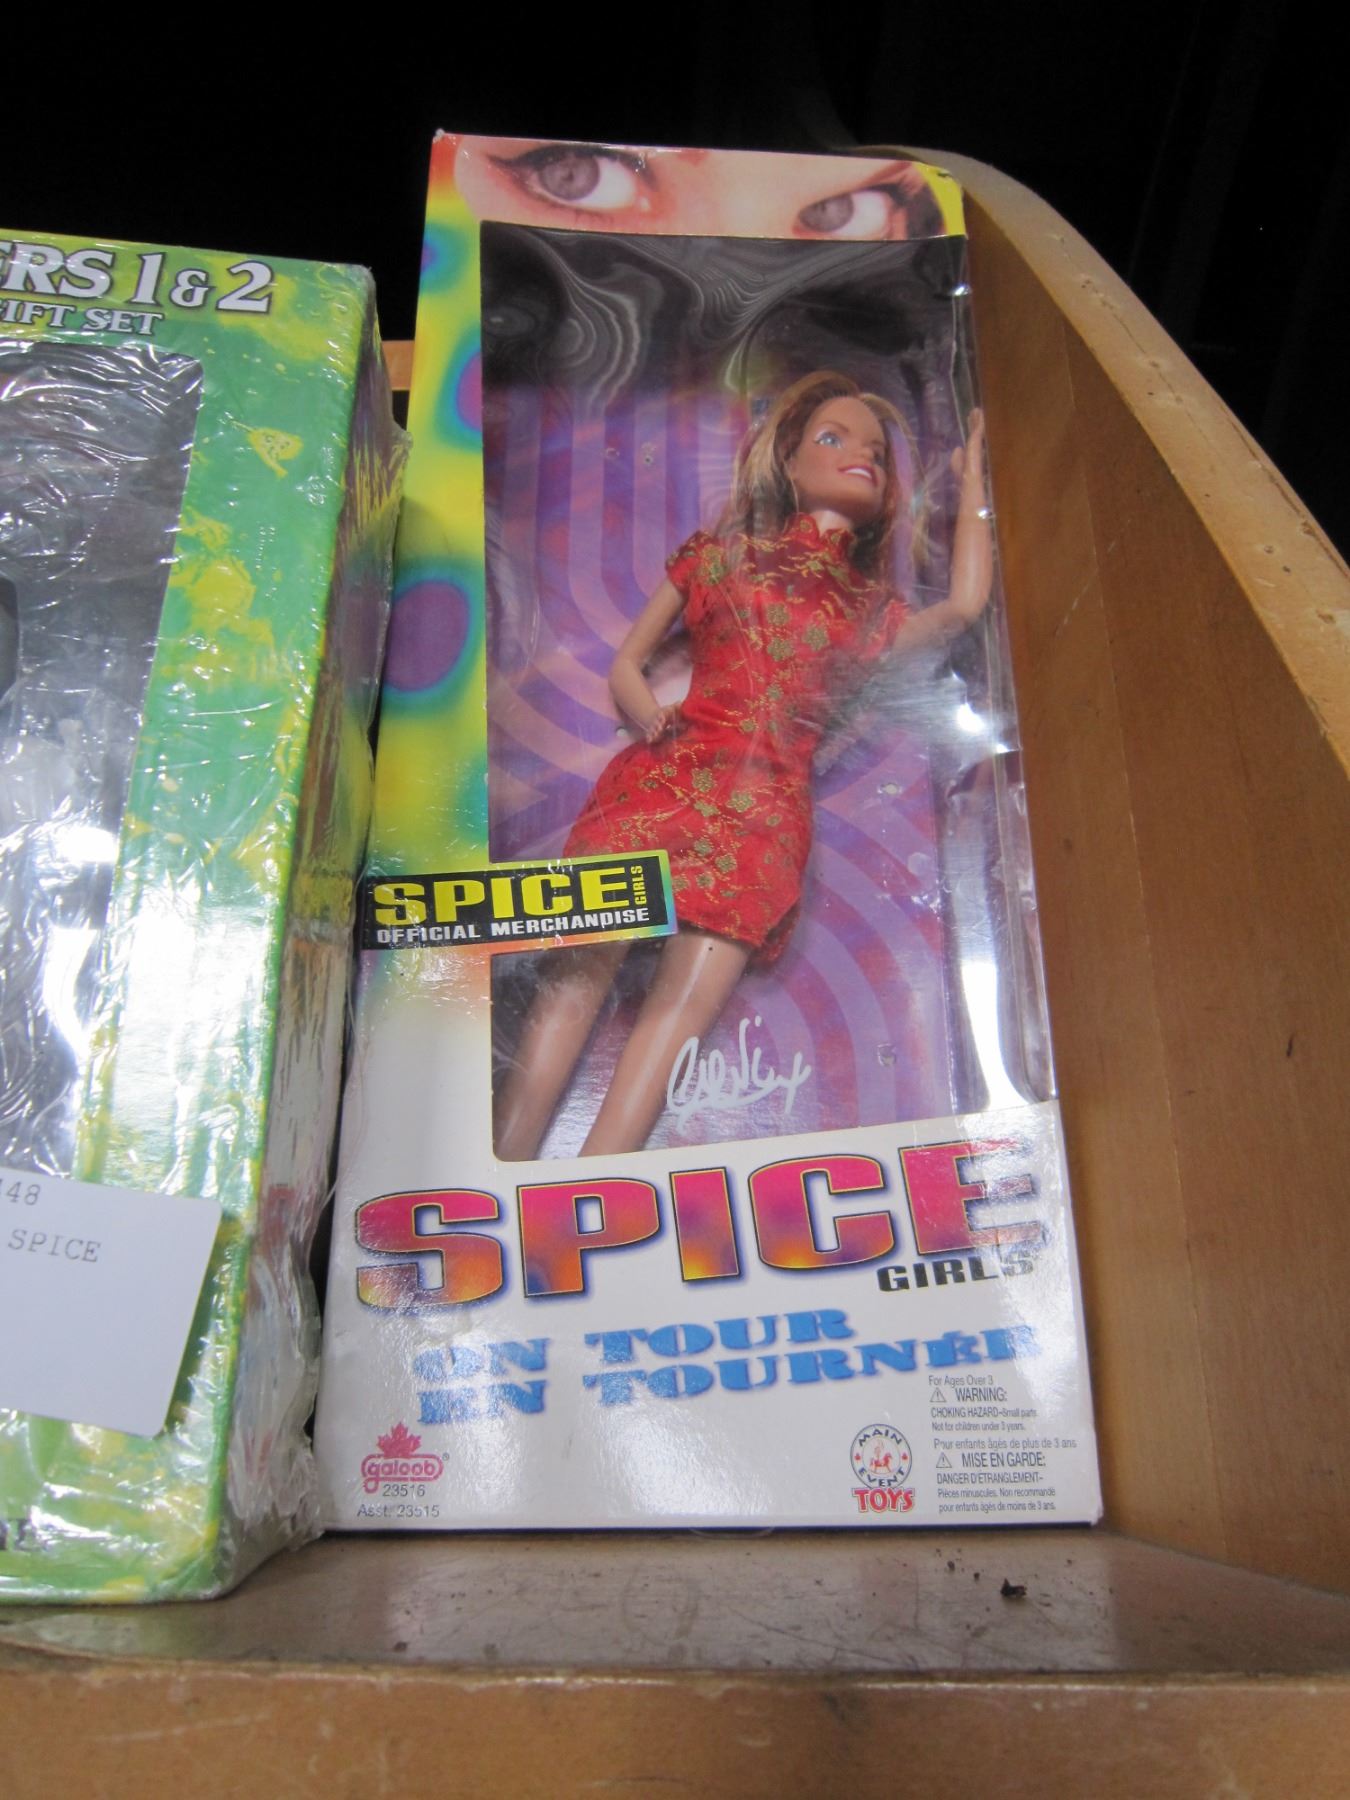 ERS 1 & 2
GIFT SET
448
SPICE
SPICE GIRLS
OFFICIAL MERCHANDISE
SPICE
GIRLS
ON TOUR
EN TOURNÉE
galoob®
23516
Asst. 23515
MAIN EVENT
TOYS
For Ages Over 3
⚠ WARNING:
CHOKING HAZARD-Small parts
Not for children under 3 years.
Pour enfants âgés de plus de 3 ans
⚠ MISE EN GARDE:
DANGER D'ÉTRANGLEMENT-
Pièces minuscules. Non recommandé
pour enfants âgés de moins de 3 ans.